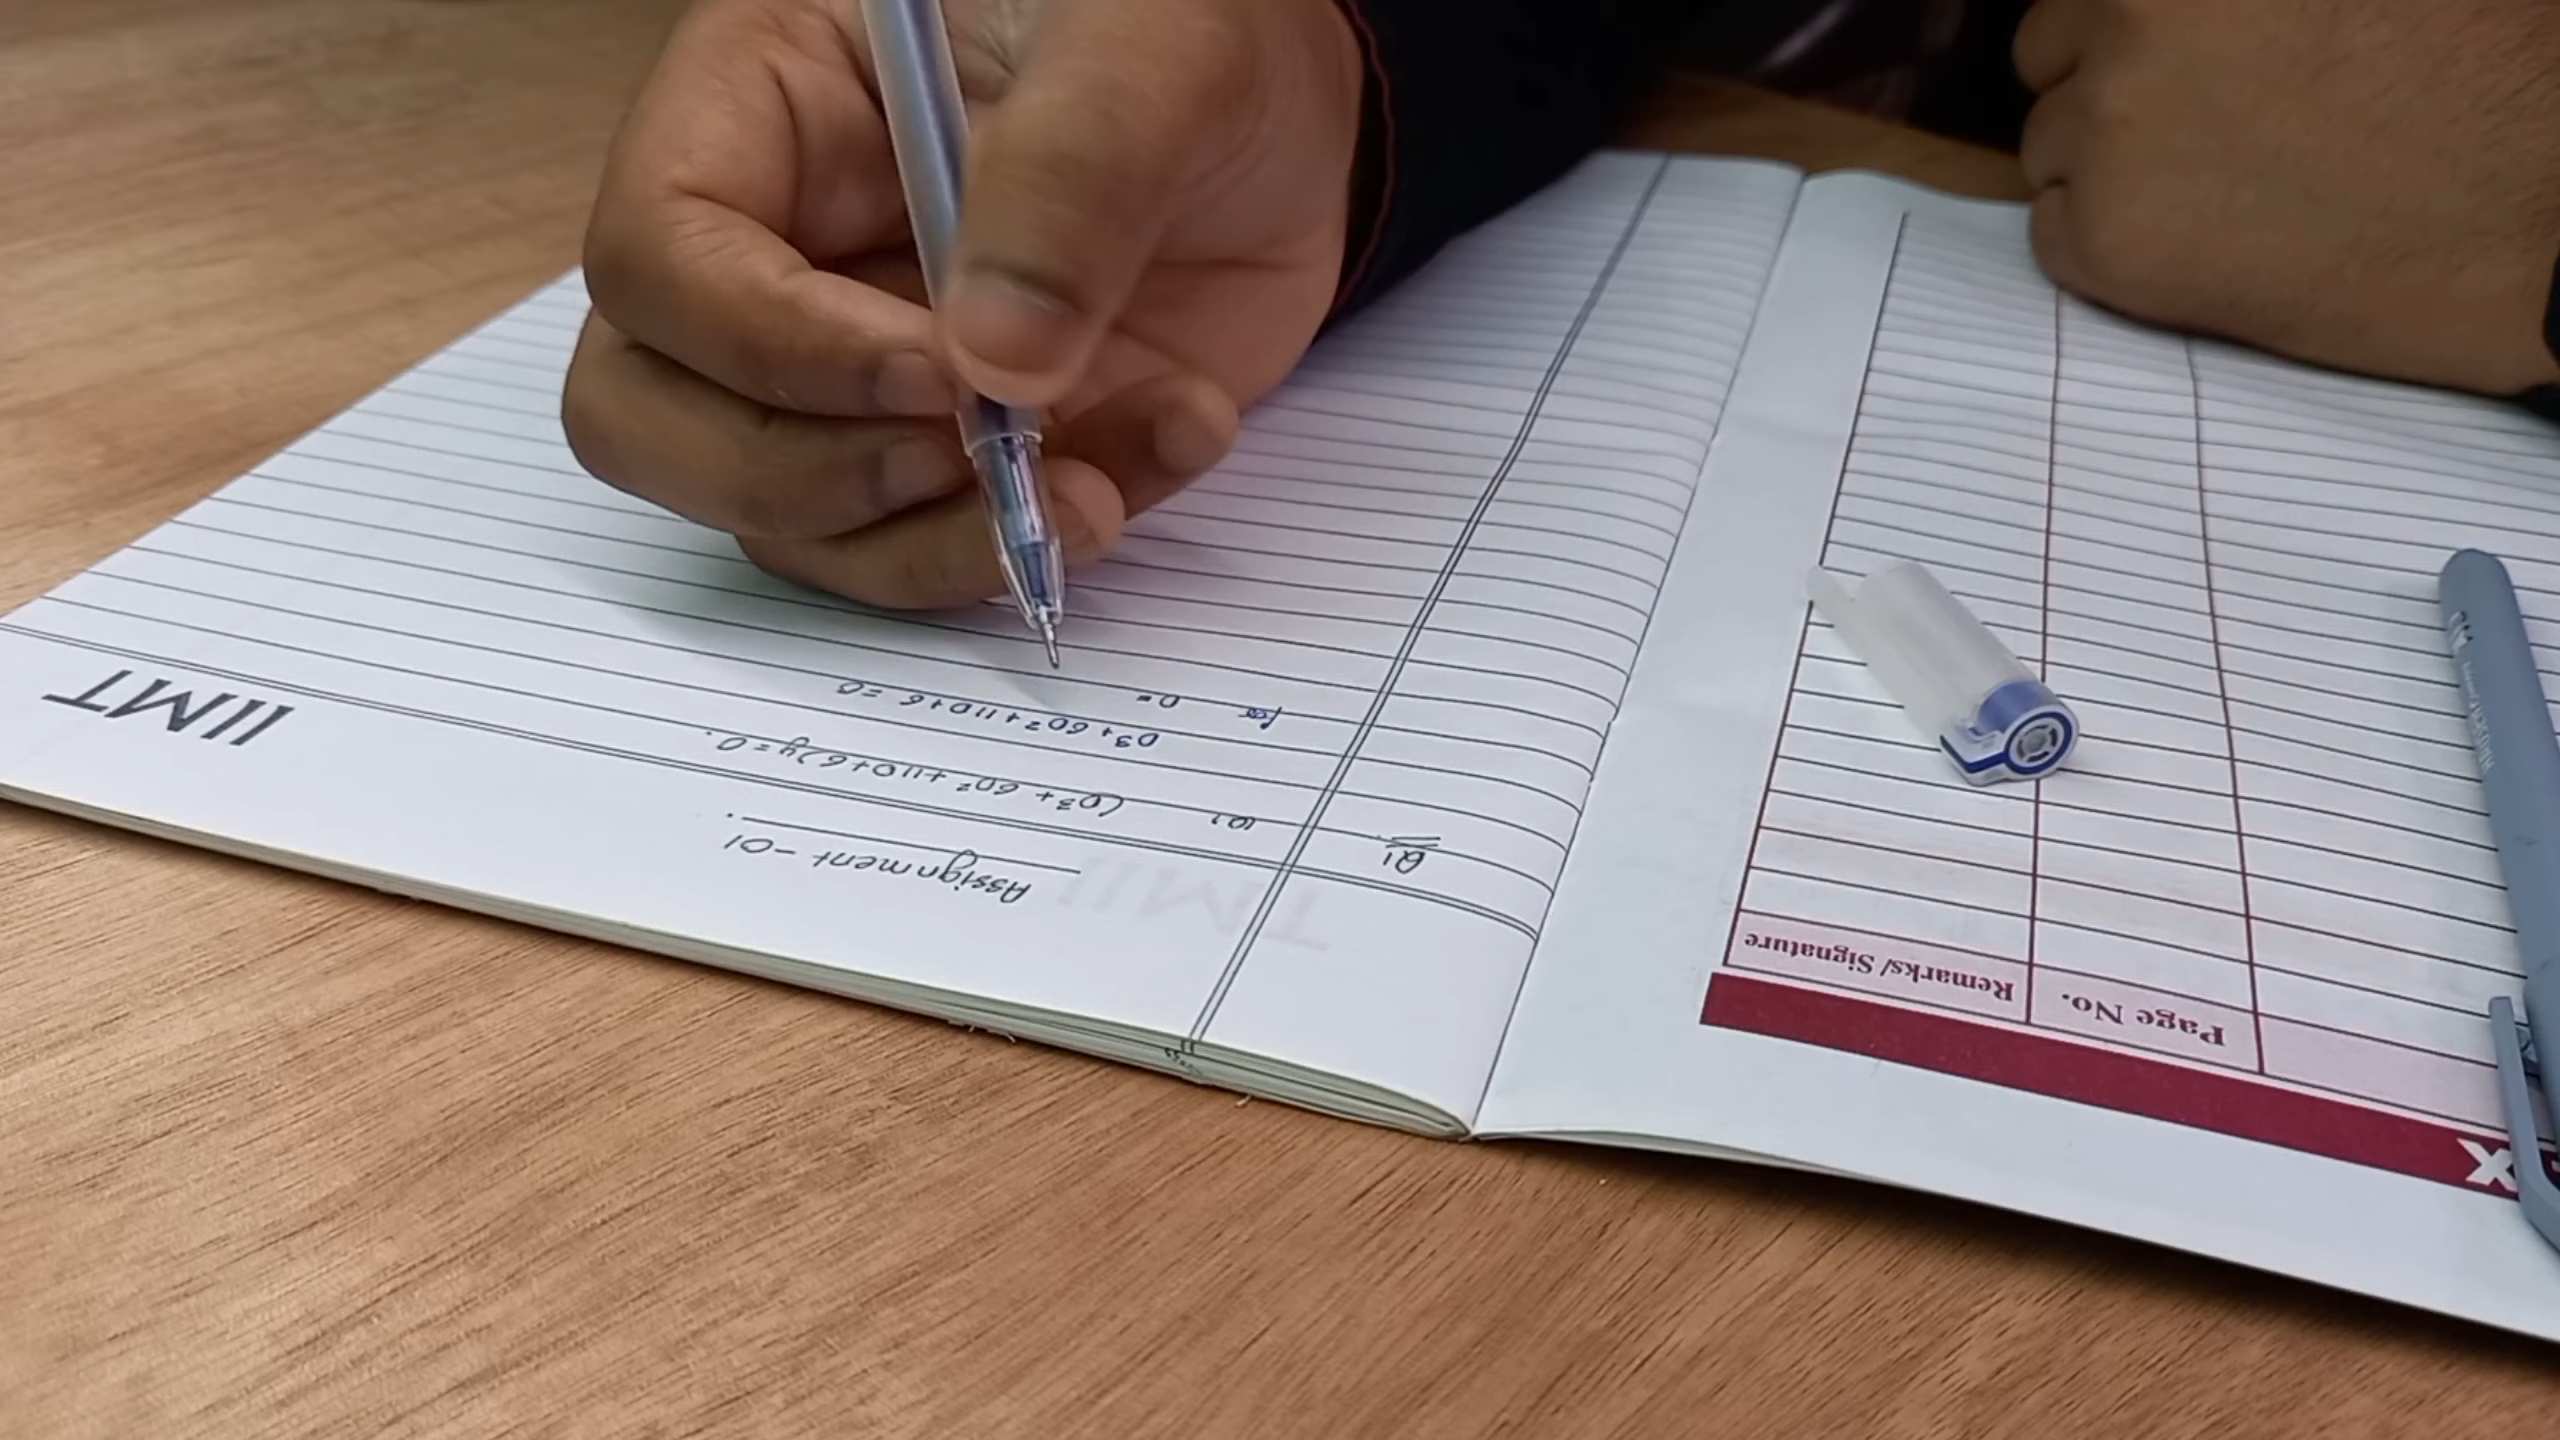 IIMT
Assignment -01.
Q1 (a) (D³ + 6D² + 11D + 6)y = 0.
D³ + 6D² + 11D + 6 = 0
for D =
Page No.
Remarks/ Signature
X